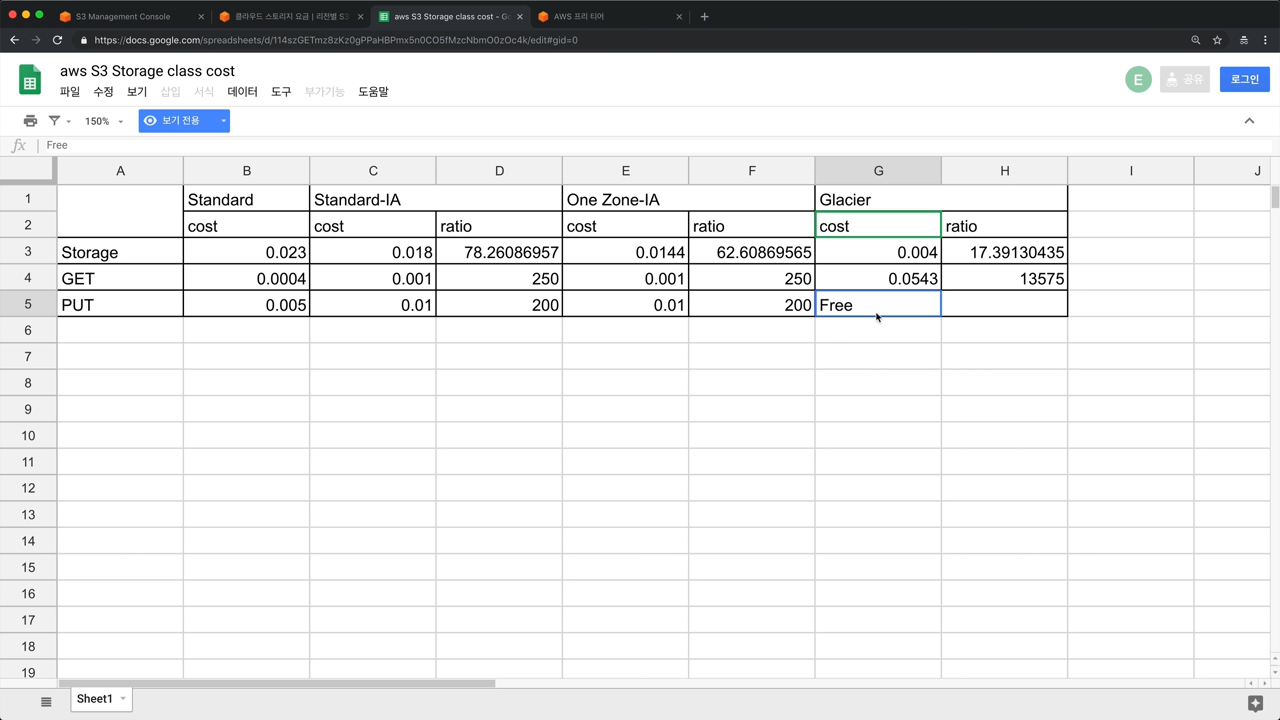 S3 Management Console
클라우드 스토리지 요금 | 리전별 S3
aws S3 Storage class cost - Go
AWS 프리 티어
https://docs.google.com/spreadsheets/d/114szGETmz8zKz0gPPaHBPmx5n0CO5fMzcNbmO0zOc4k/edit#gid=0
aws S3 Storage class cost
파일 수정 보기 삽입 서식 데이터 도구 부가기능 도움말
E 공유 로그인
150% 보기 전용
fx Free
A B C D E F G H I J
1 Standard Standard-IA One Zone-IA Glacier
2 cost cost ratio cost ratio cost ratio
3 Storage 0.023 0.018 78.26086957 0.0144 62.60869565 0.004 17.39130435
4 GET 0.0004 0.001 250 0.001 250 0.0543 13575
5 PUT 0.005 0.01 200 0.01 200 Free
6
7
8
9
10
11
12
13
14
15
16
17
18
19
Sheet1